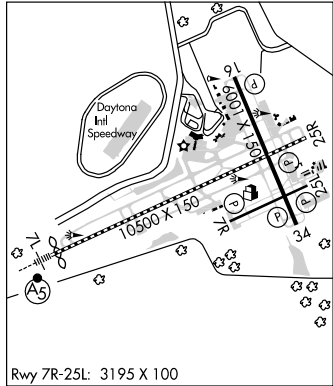 Daytona
Intl
Speedway
16
P
6001 X 150
25R
P
25L
10500 X 150
P
P
P
7R
34
7L
A5
Rwy 7R-25L: 3195 X 100